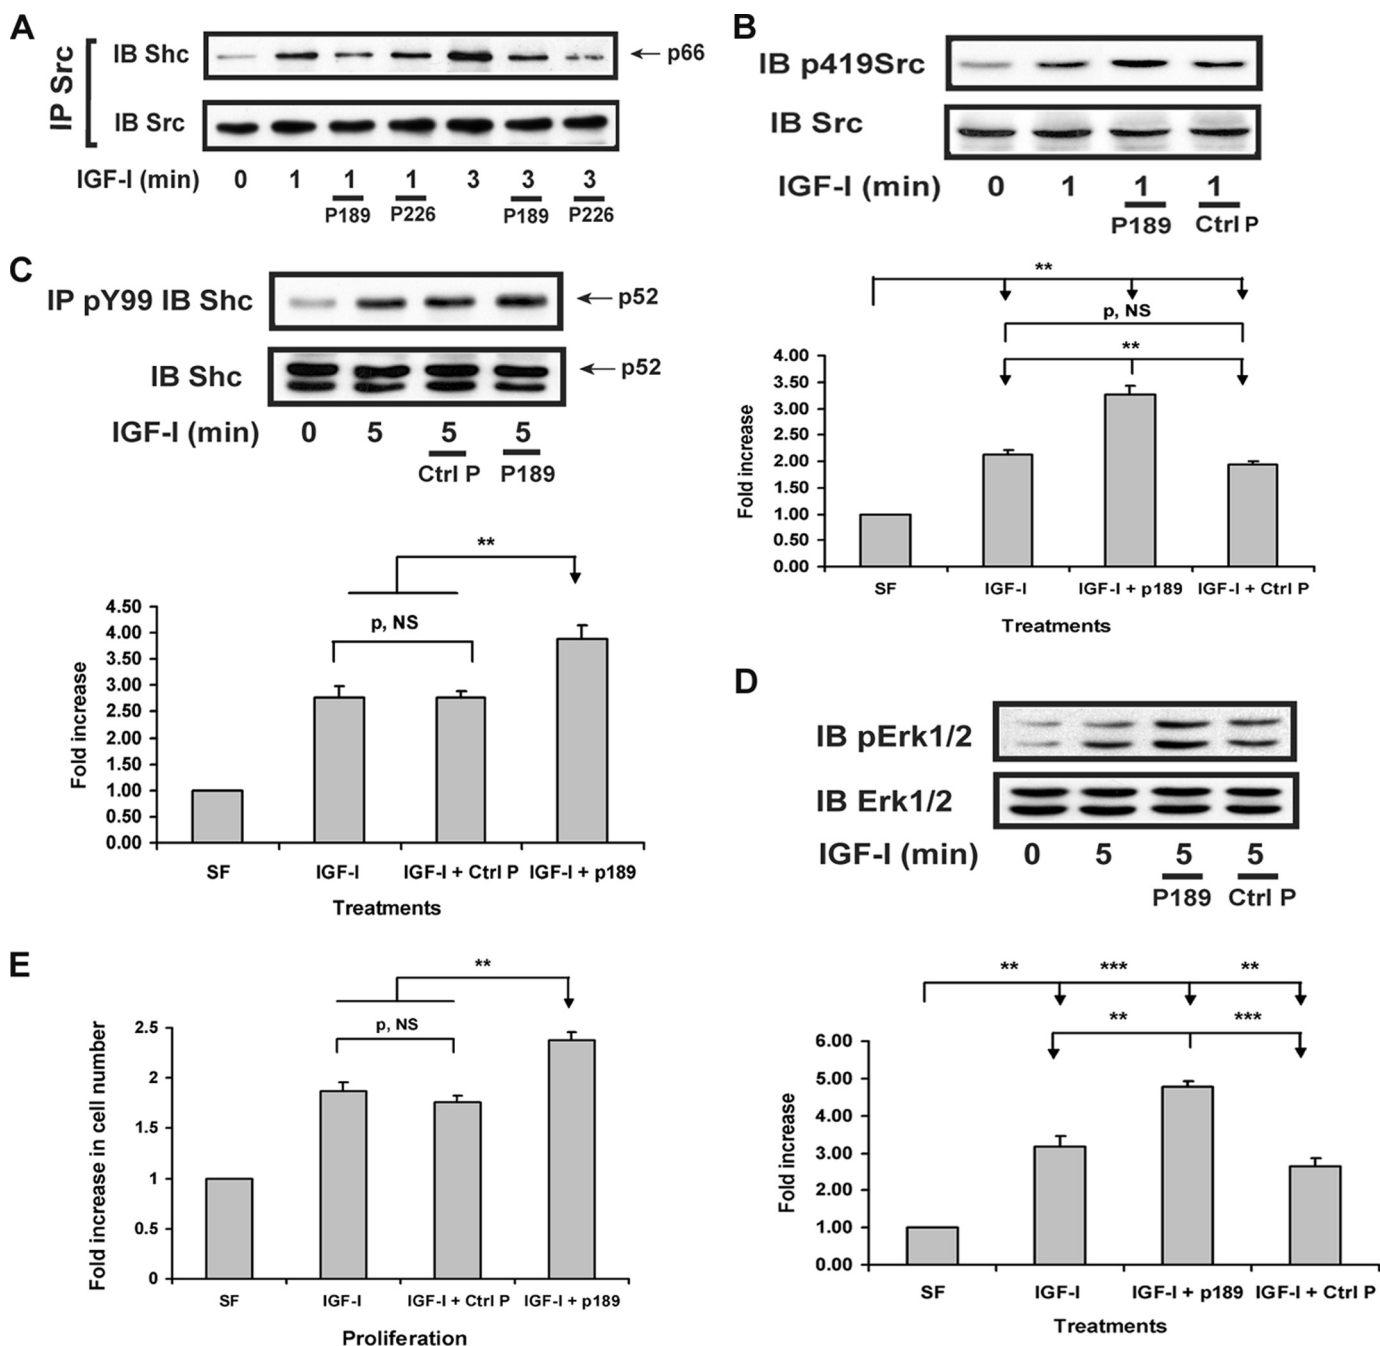 A
IP Src
IB Shc
p66
IB Src
IGF-I (min) 0 1 1 1 3 3 3
P189 P226 P189 P226
B
IB p419Src
IB Src
IGF-I (min) 0 1 1 1
P189 Ctrl P
**
p, NS
**
4.00
3.50
3.00
2.50
2.00
1.50
1.00
0.50
0.00
Fold increase
SF IGF-I IGF-I + p189 IGF-I + Ctrl P
Treatments
C
IP pY99 IB Shc
p52
IB Shc
p52
IGF-I (min) 0 5 5 5
Ctrl P P189
**
p, NS
4.50
4.00
3.50
3.00
2.50
2.00
1.50
1.00
0.50
0.00
Fold increase
SF IGF-I IGF-I + Ctrl P IGF-I + p189
Treatments
D
IB pErk1/2
IB Erk1/2
IGF-I (min) 0 5 5 5
P189 Ctrl P
** *** **
** ***
6.00
5.00
4.00
3.00
2.00
1.00
0.00
Fold increase
SF IGF-I IGF-I + p189 IGF-I + Ctrl P
Treatments
E
**
p, NS
2.5
2
1.5
1
0.5
0
Fold increase in cell number
SF IGF-I IGF-I + Ctrl P IGF-I + p189
Proliferation